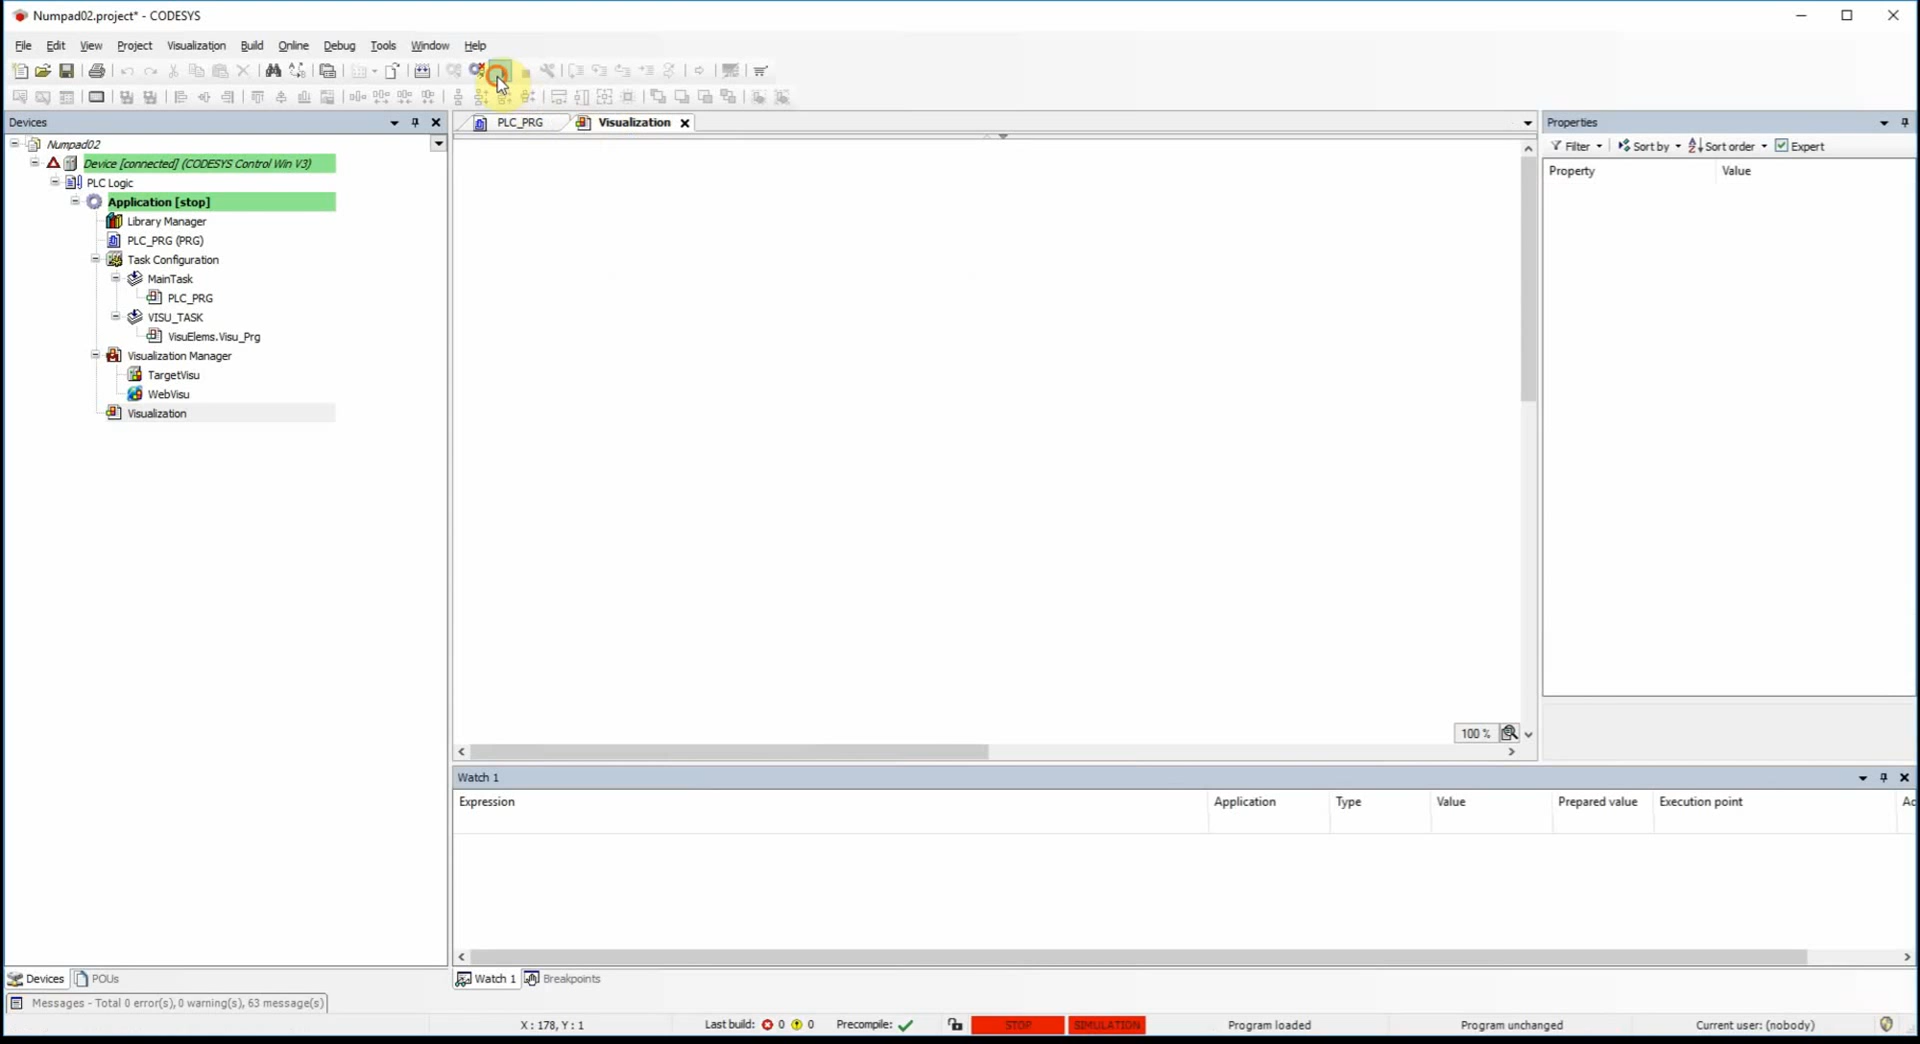 Numpad02.project* - CODESYS
File Edit View Project Visualization Build Online Debug Tools Window Help
Devices
Numpad02
Device [connected] (CODESYS Control Win V3)
PLC Logic
Application [stop]
Library Manager
PLC_PRG (PRG)
Task Configuration
MainTask
PLC_PRG
VISU_TASK
VisuElems.Visu_Prg
Visualization Manager
TargetVisu
WebVisu
Visualization
Devices POUs
PLC_PRG Visualization
100 %
Properties
Filter Sort by Sort order Expert
Property Value
Watch 1
Expression Application Type Value Prepared value Execution point Ac
Watch 1 Breakpoints
Messages - Total 0 error(s), 0 warning(s), 63 message(s)
X: 178, Y: 1 Last build: 0 0 Precompile: STOP SIMULATION Program loaded Program unchanged Current user: (nobody)